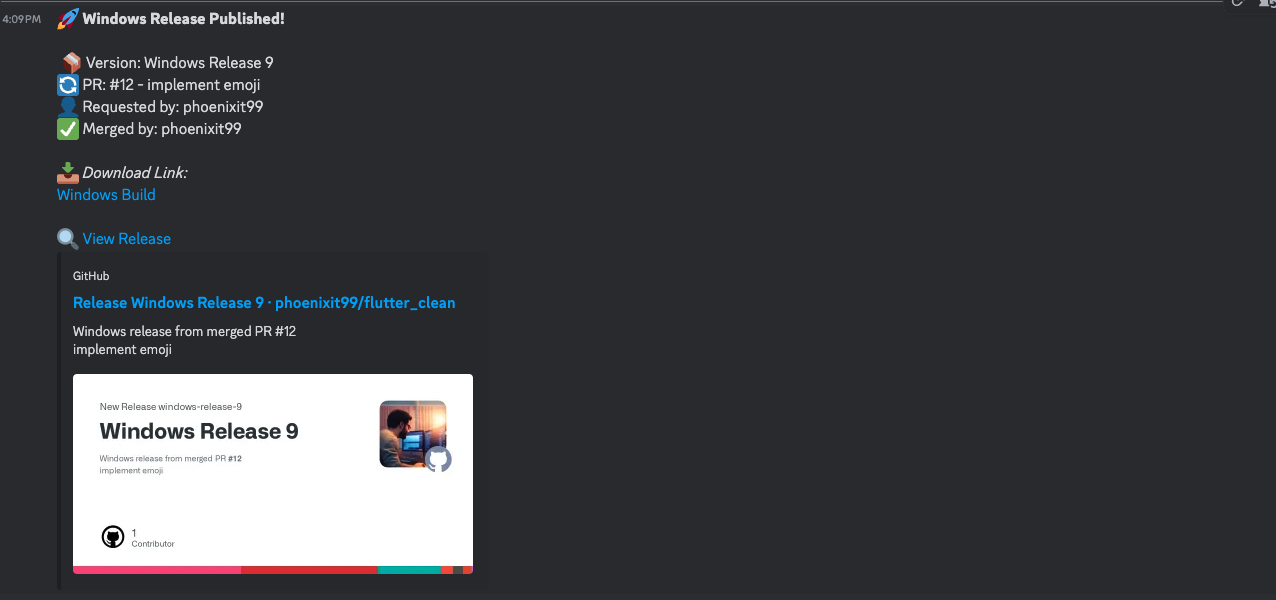 4:09 PM
🚀 Windows Release Published!
📦 Version: Windows Release 9
🔄 PR: #12 - implement emoji
👤 Requested by: phoenixit99
✅ Merged by: phoenixit99
📥 Download Link:
Windows Build
🔍 View Release
GitHub
Release Windows Release 9 · phoenixit99/flutter_clean
Windows release from merged PR #12
implement emoji
New Release windows-release-9
Windows Release 9
Windows release from merged PR #12
implement emoji
1
Contributor